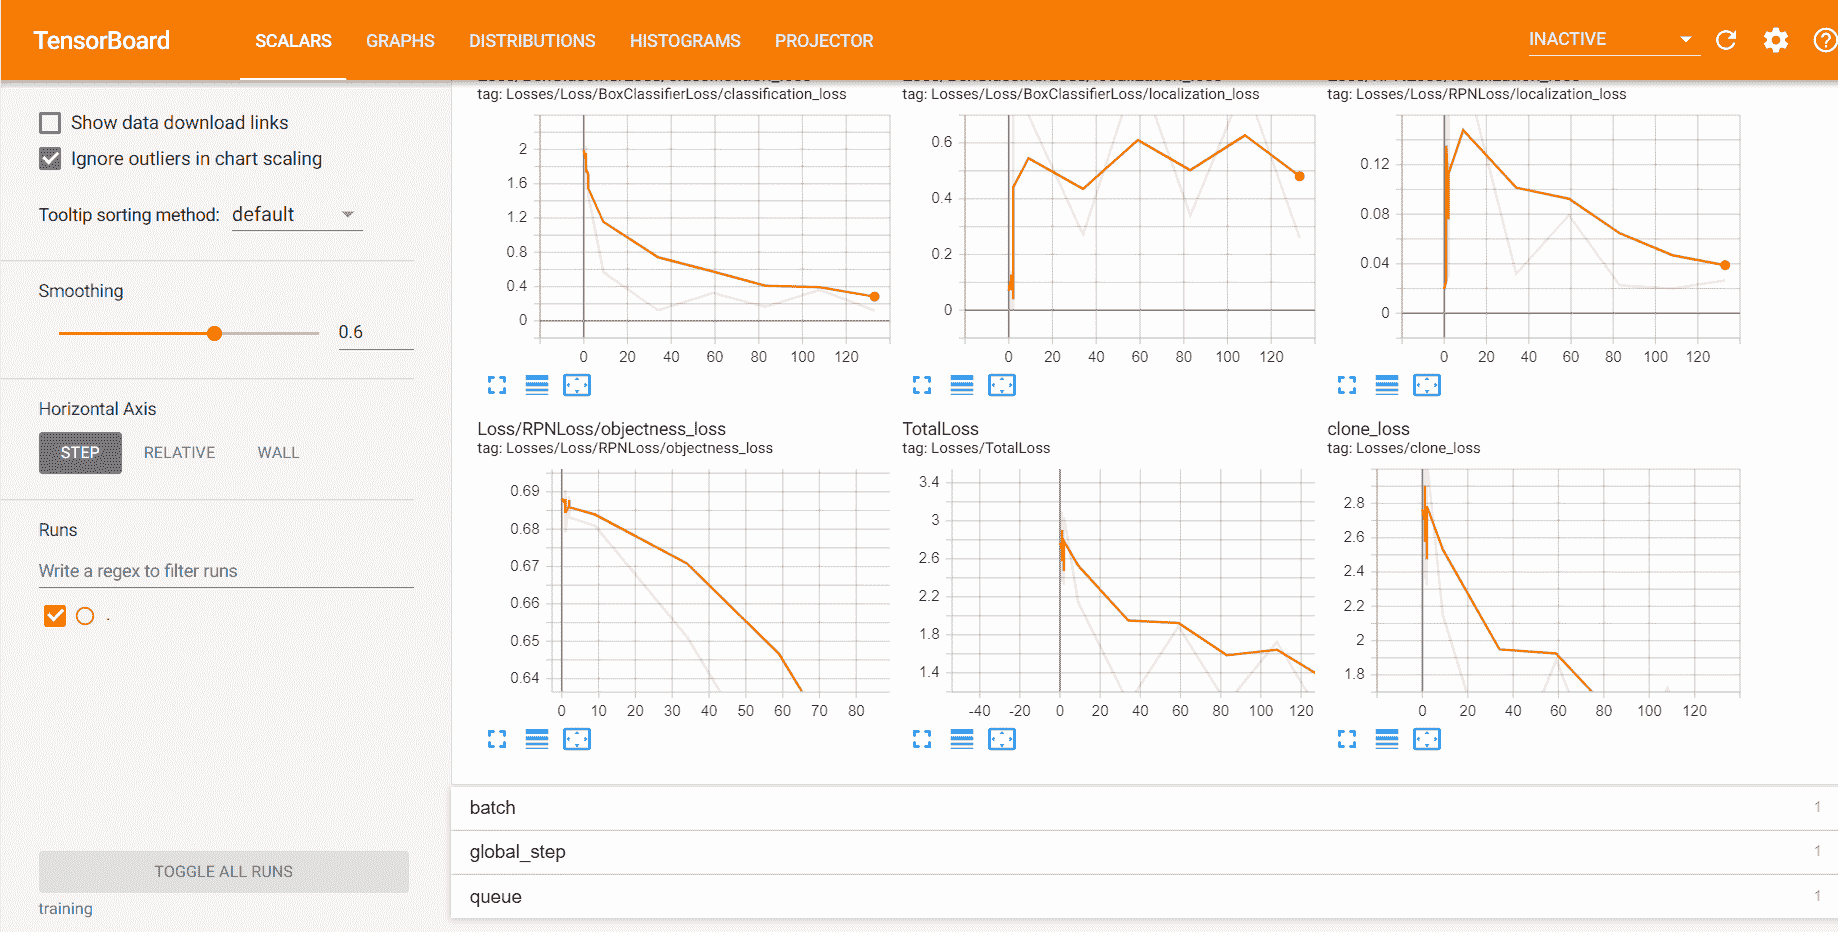 TensorBoard
SCALARS
GRAPHS
DISTRIBUTIONS
HISTOGRAMS
PROJECTOR
INACTIVE
Show data download links
Ignore outliers in chart scaling
Tooltip sorting method: default
Smoothing
0.6
Horizontal Axis
STEP
RELATIVE
WALL
Runs
Write a regex to filter runs
.
TOGGLE ALL RUNS
training
tag: Losses/Loss/BoxClassifierLoss/classification_loss
2
1.6
1.2
0.8
0.4
0
0 20 40 60 80 100 120
tag: Losses/Loss/BoxClassifierLoss/localization_loss
0.6
0.4
0.2
0
0 20 40 60 80 100 120
tag: Losses/Loss/RPNLoss/localization_loss
0.12
0.08
0.04
0
0 20 40 60 80 100 120
Loss/RPNLoss/objectness_loss
tag: Losses/Loss/RPNLoss/objectness_loss
0.69
0.68
0.67
0.66
0.65
0.64
0 10 20 30 40 50 60 70 80
TotalLoss
tag: Losses/TotalLoss
3.4
3
2.6
2.2
1.8
1.4
-40 -20 0 20 40 60 80 100 120
clone_loss
tag: Losses/clone_loss
2.8
2.6
2.4
2.2
2
1.8
0 20 40 60 80 100 120
batch 1
global_step 1
queue 1